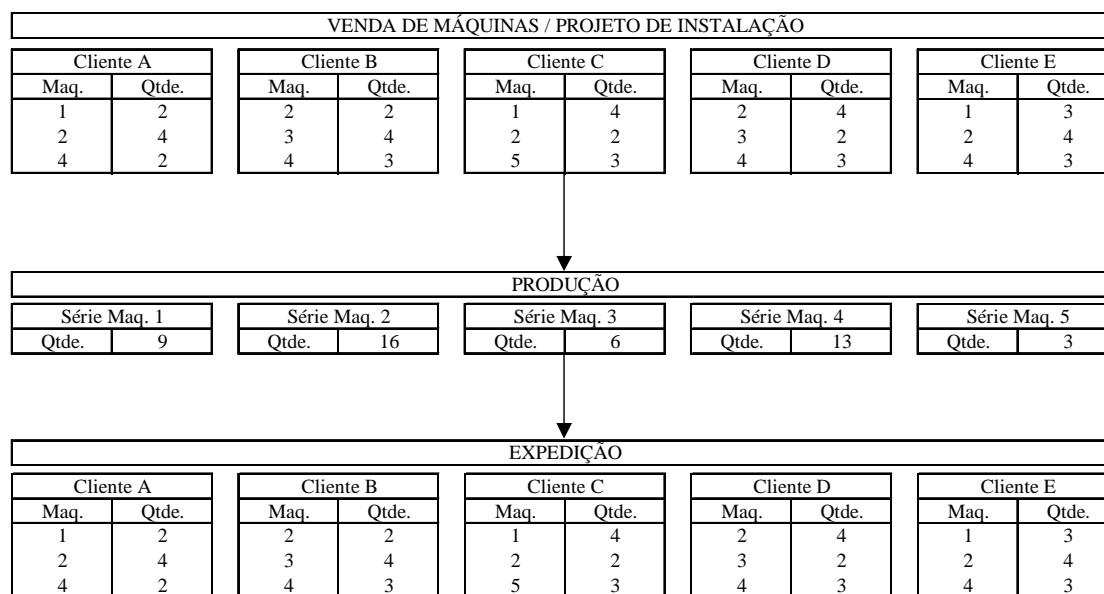 VENDA DE MÁQUINAS / PROJETO DE INSTALAÇÃO
Cliente A Cliente B Cliente C Cliente D Cliente E
Maq. Qtde. Maq. Qtde. Maq. Qtde. Maq. Qtde. Maq. Qtde.
1 2 2 2 1 4 2 4 1 3
2 4 3 4 2 2 3 2 2 4
4 2 4 3 5 3 4 3 4 3
PRODUÇÃO
Série Maq. 1 Série Maq. 2 Série Maq. 3 Série Maq. 4 Série Maq. 5
Qtde. 9 Qtde. 16 Qtde. 6 Qtde. 13 Qtde. 3
EXPEDIÇÃO
Cliente A Cliente B Cliente C Cliente D Cliente E
Maq. Qtde. Maq. Qtde. Maq. Qtde. Maq. Qtde. Maq. Qtde.
1 2 2 2 1 4 2 4 1 3
2 4 3 4 2 2 3 2 2 4
4 2 4 3 5 3 4 3 4 3